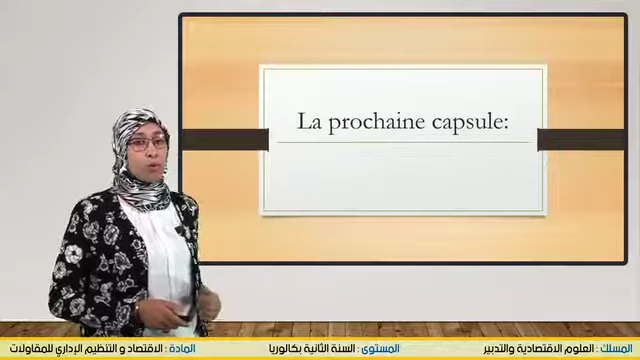 La prochaine capsule:
المسلك : العلوم الاقتصادية والتدبير المستوى : السنة الثانية بكالوريا المادة : الاقتصاد و التنظيم الإداري للمقاولات